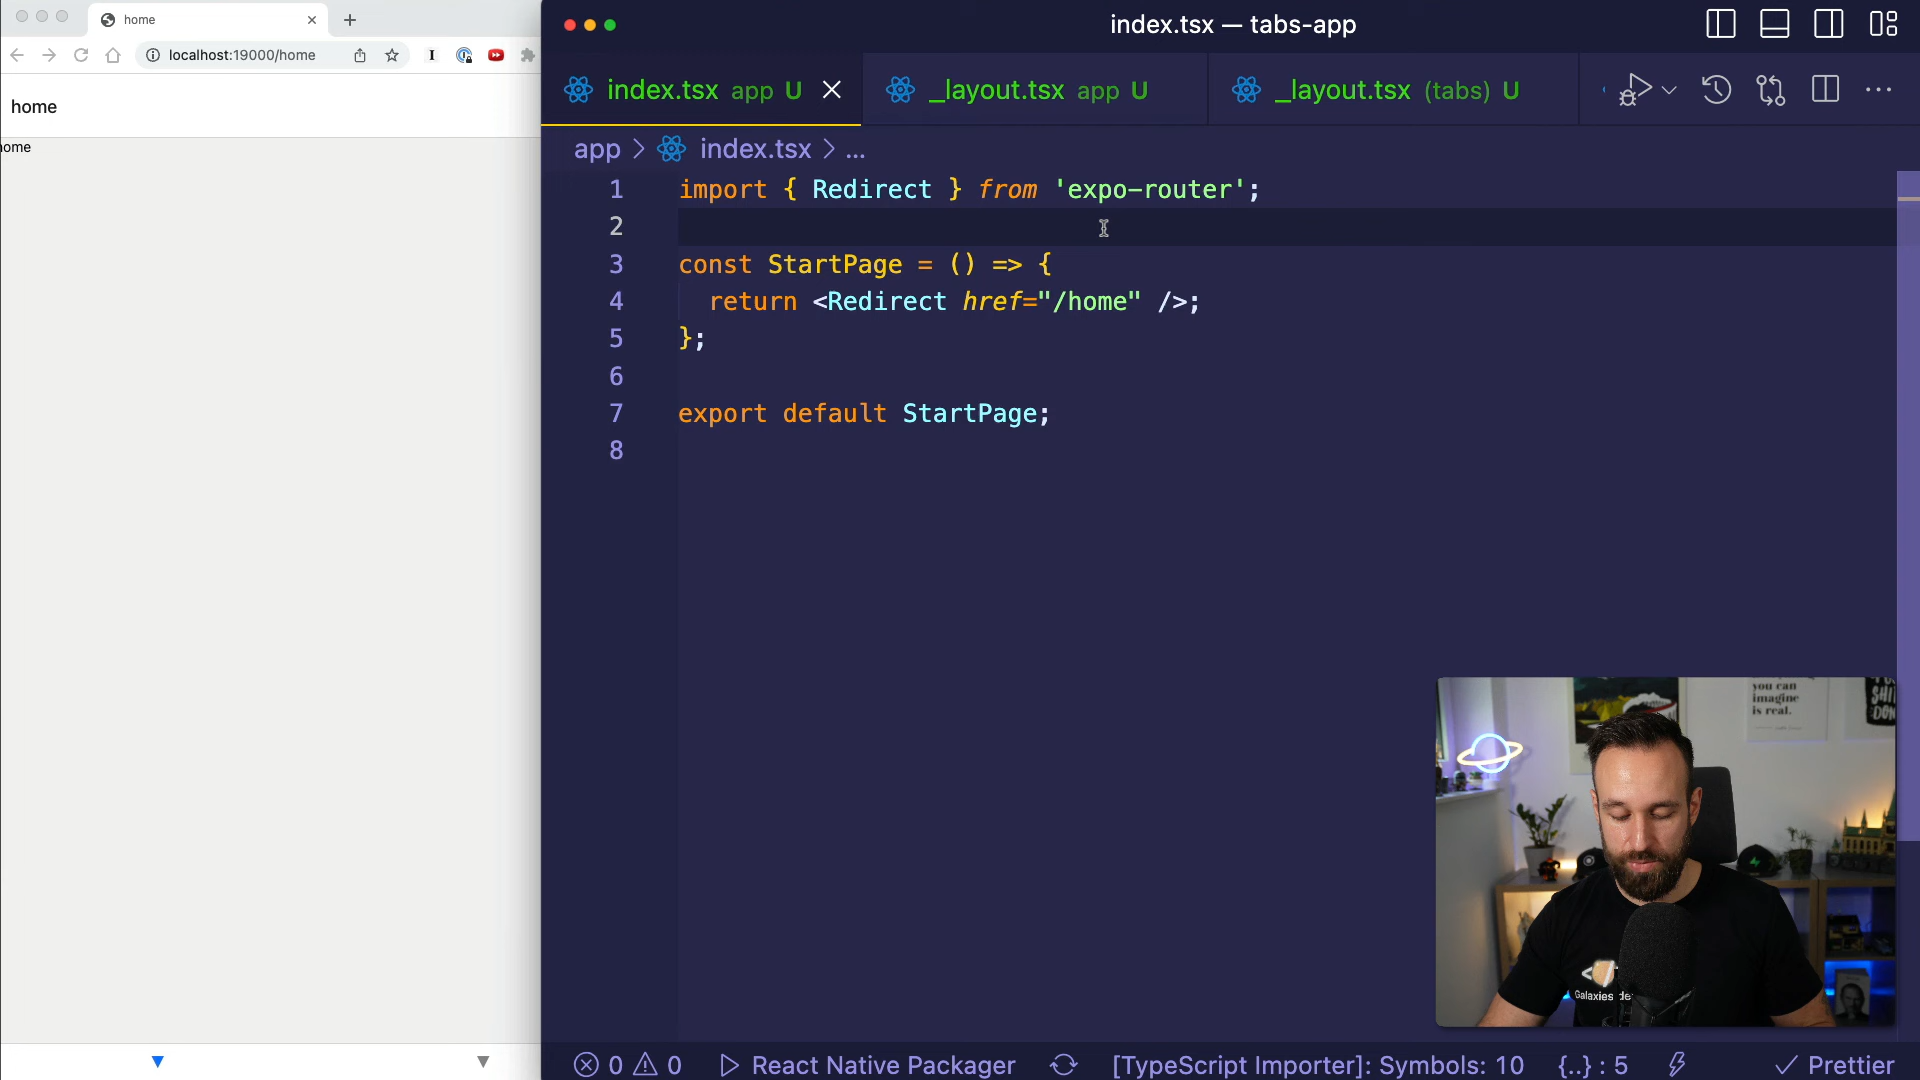 home
localhost:19000/home
home
ome
index.tsx — tabs-app
index.tsx app U
_layout.tsx app U
_layout.tsx (tabs) U
app > index.tsx > ...
1 import { Redirect } from 'expo-router';
2
3 const StartPage = () => {
4 return <Redirect href="/home" />;
5 };
6
7 export default StartPage;
8
you can
imagine
is real.
Galaxies de
0 0 React Native Packager [TypeScript Importer]: Symbols: 10 {..} : 5 Prettier